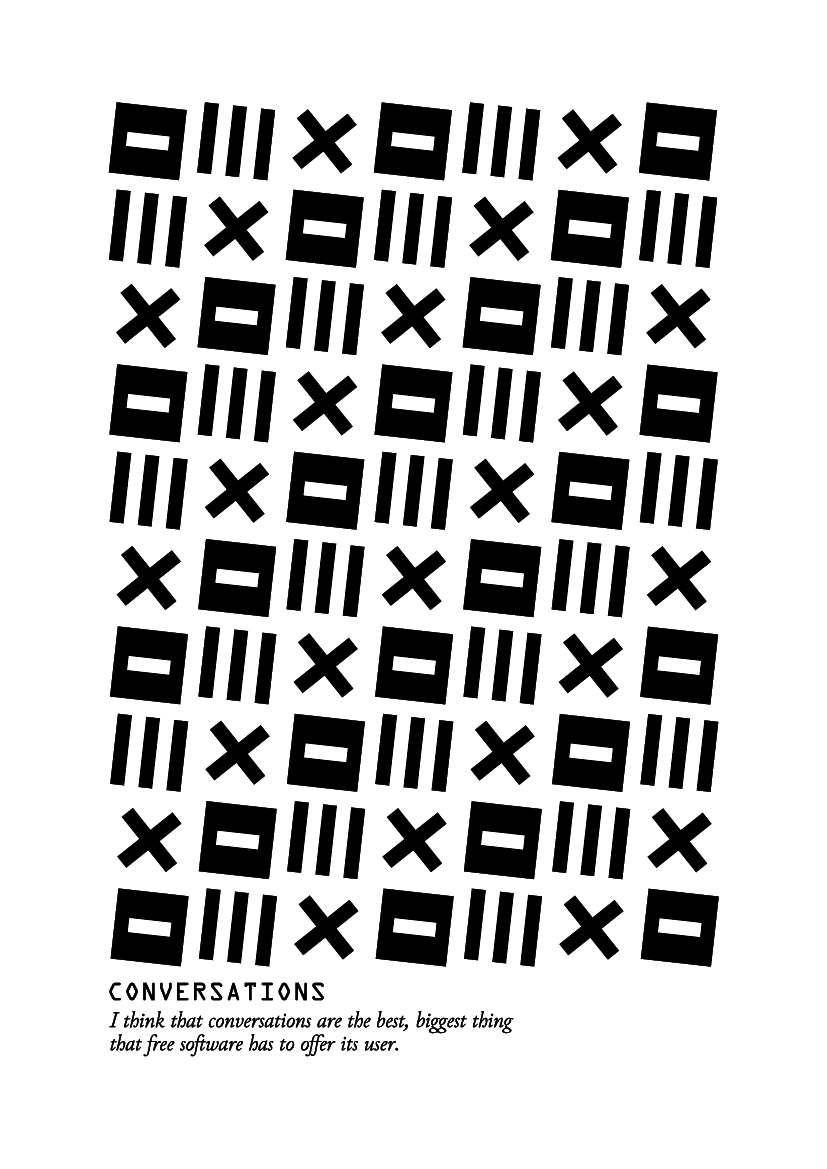 CONVERSATIONS
I think that conversations are the best, biggest thing
that free software has to offer its user.